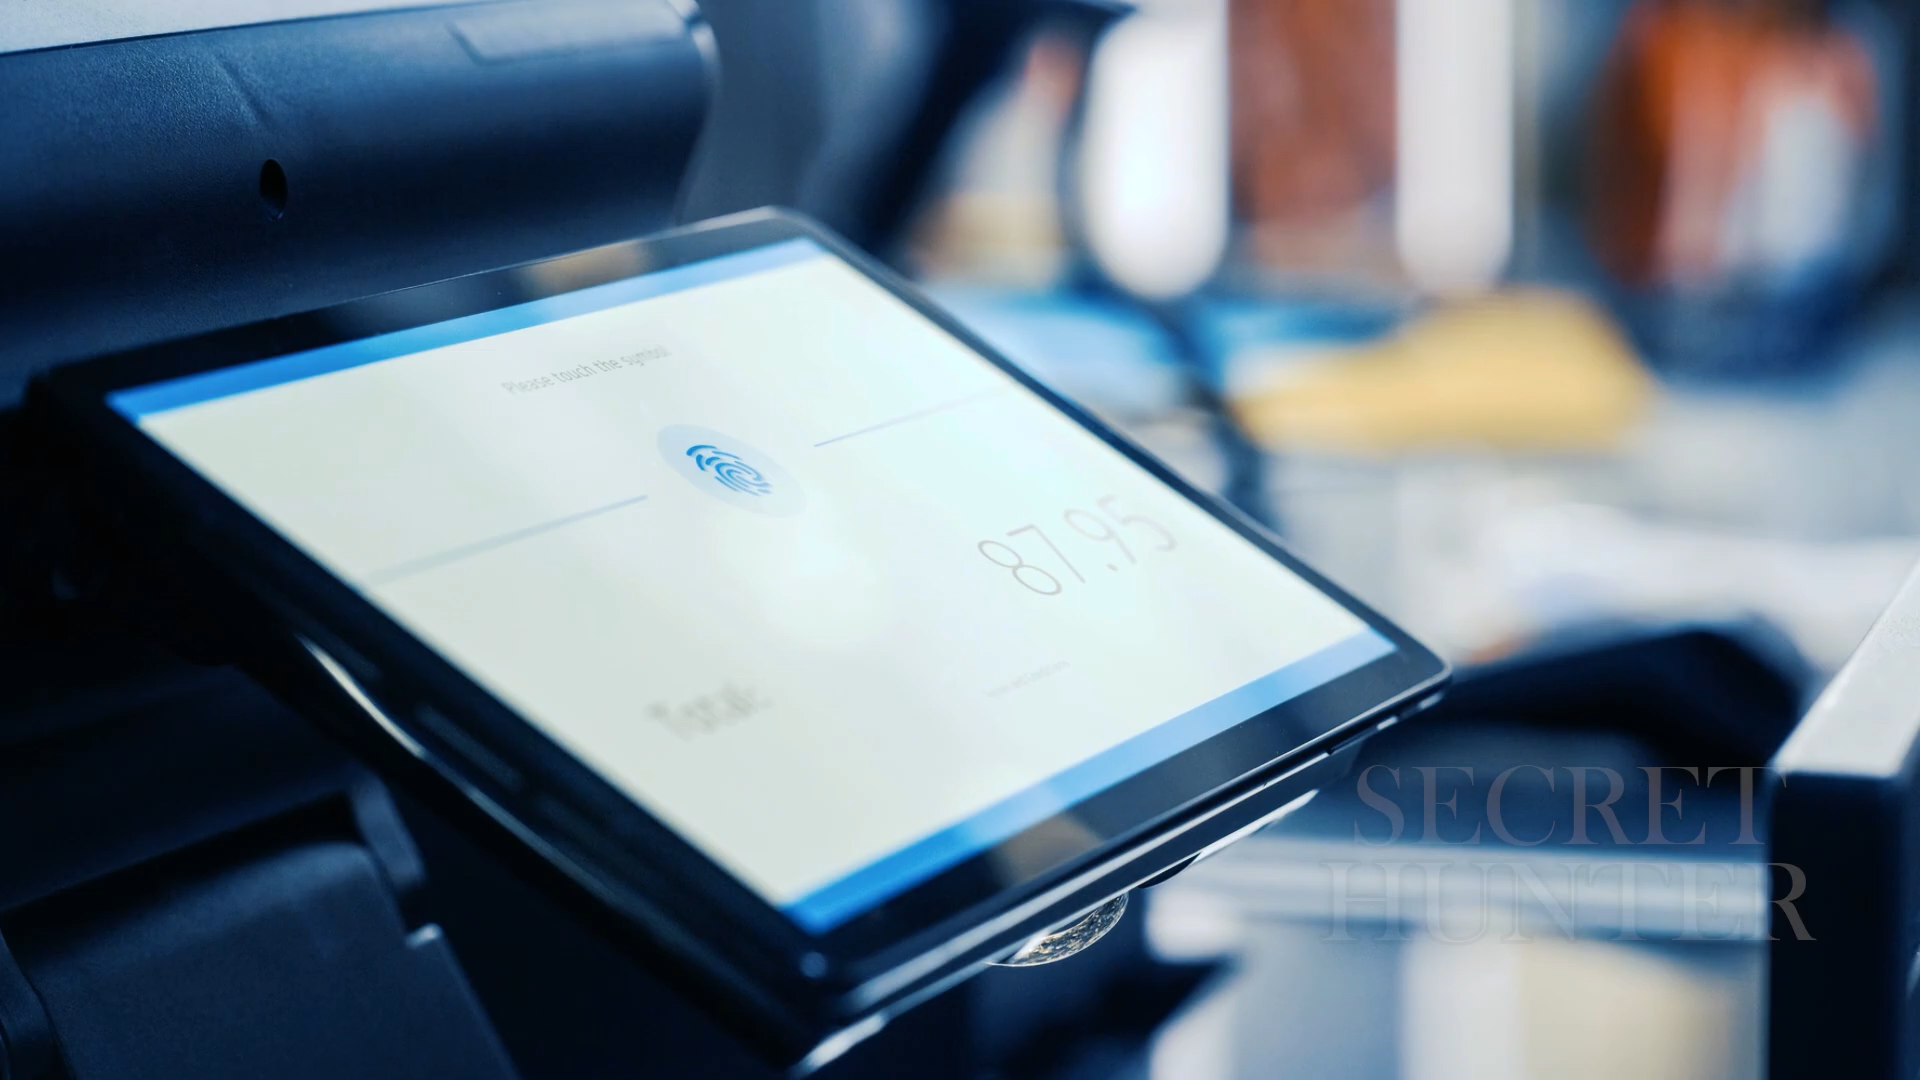 Please touch the symbol
87.95
Total:
SECRET
HUNTER